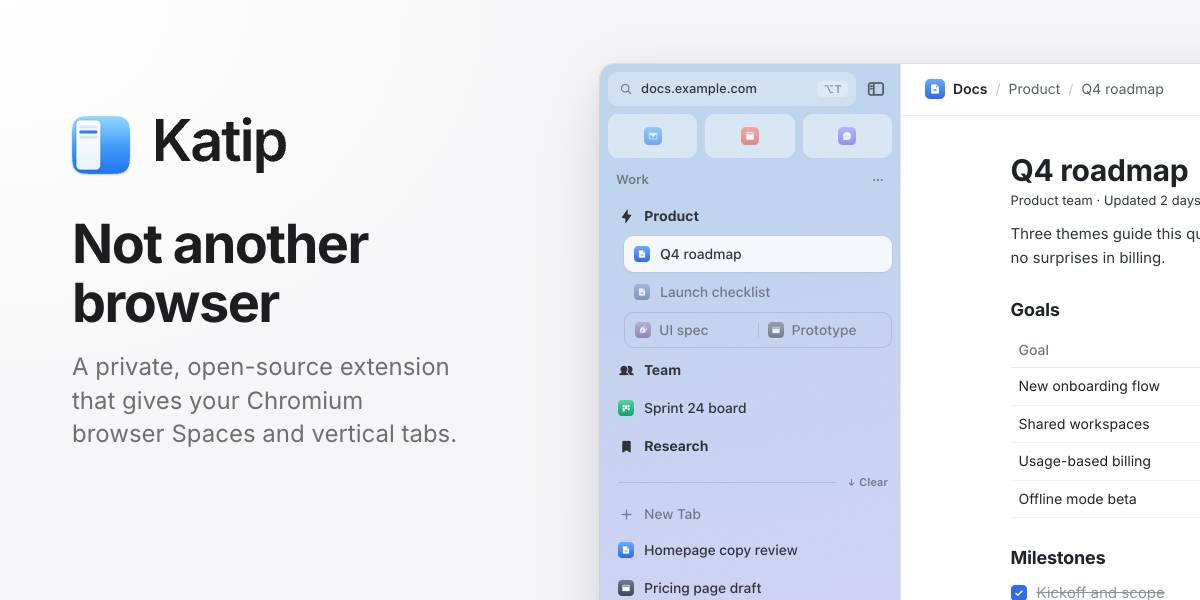 Katip
Not another
browser
A private, open-source extension
that gives your Chromium
browser Spaces and vertical tabs.
docs.example.com
⌥T
Work
...
Product
Q4 roadmap
Launch checklist
UI spec
Prototype
Team
Sprint 24 board
Research
↓ Clear
+ New Tab
Homepage copy review
Pricing page draft
Docs / Product / Q4 roadmap
Q4 roadmap
Product team · Updated 2 days
Three themes guide this qu
no surprises in billing.
Goals
Goal
New onboarding flow
Shared workspaces
Usage-based billing
Offline mode beta
Milestones
Kickoff and scope